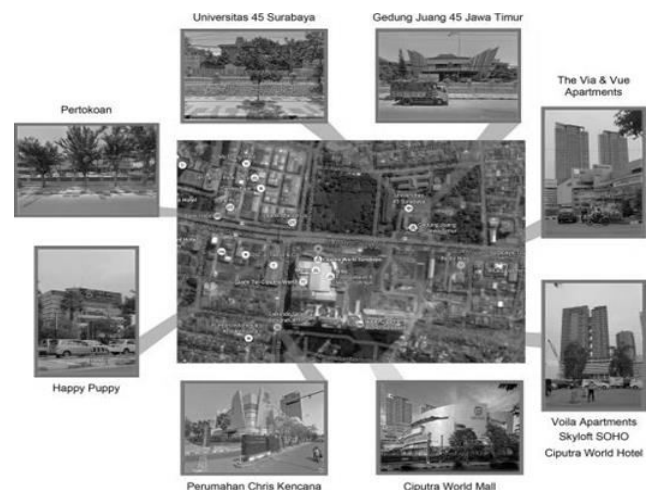 Universitas 45 Surabaya
Gedung Juang 45 Jawa Timur
The Via & Vue
Apartments
Pertokoan
Happy Puppy
Voila Apartments
Skyloft SOHO
Ciputra World Hotel
Perumahan Chris Kencana
Ciputra World Mall